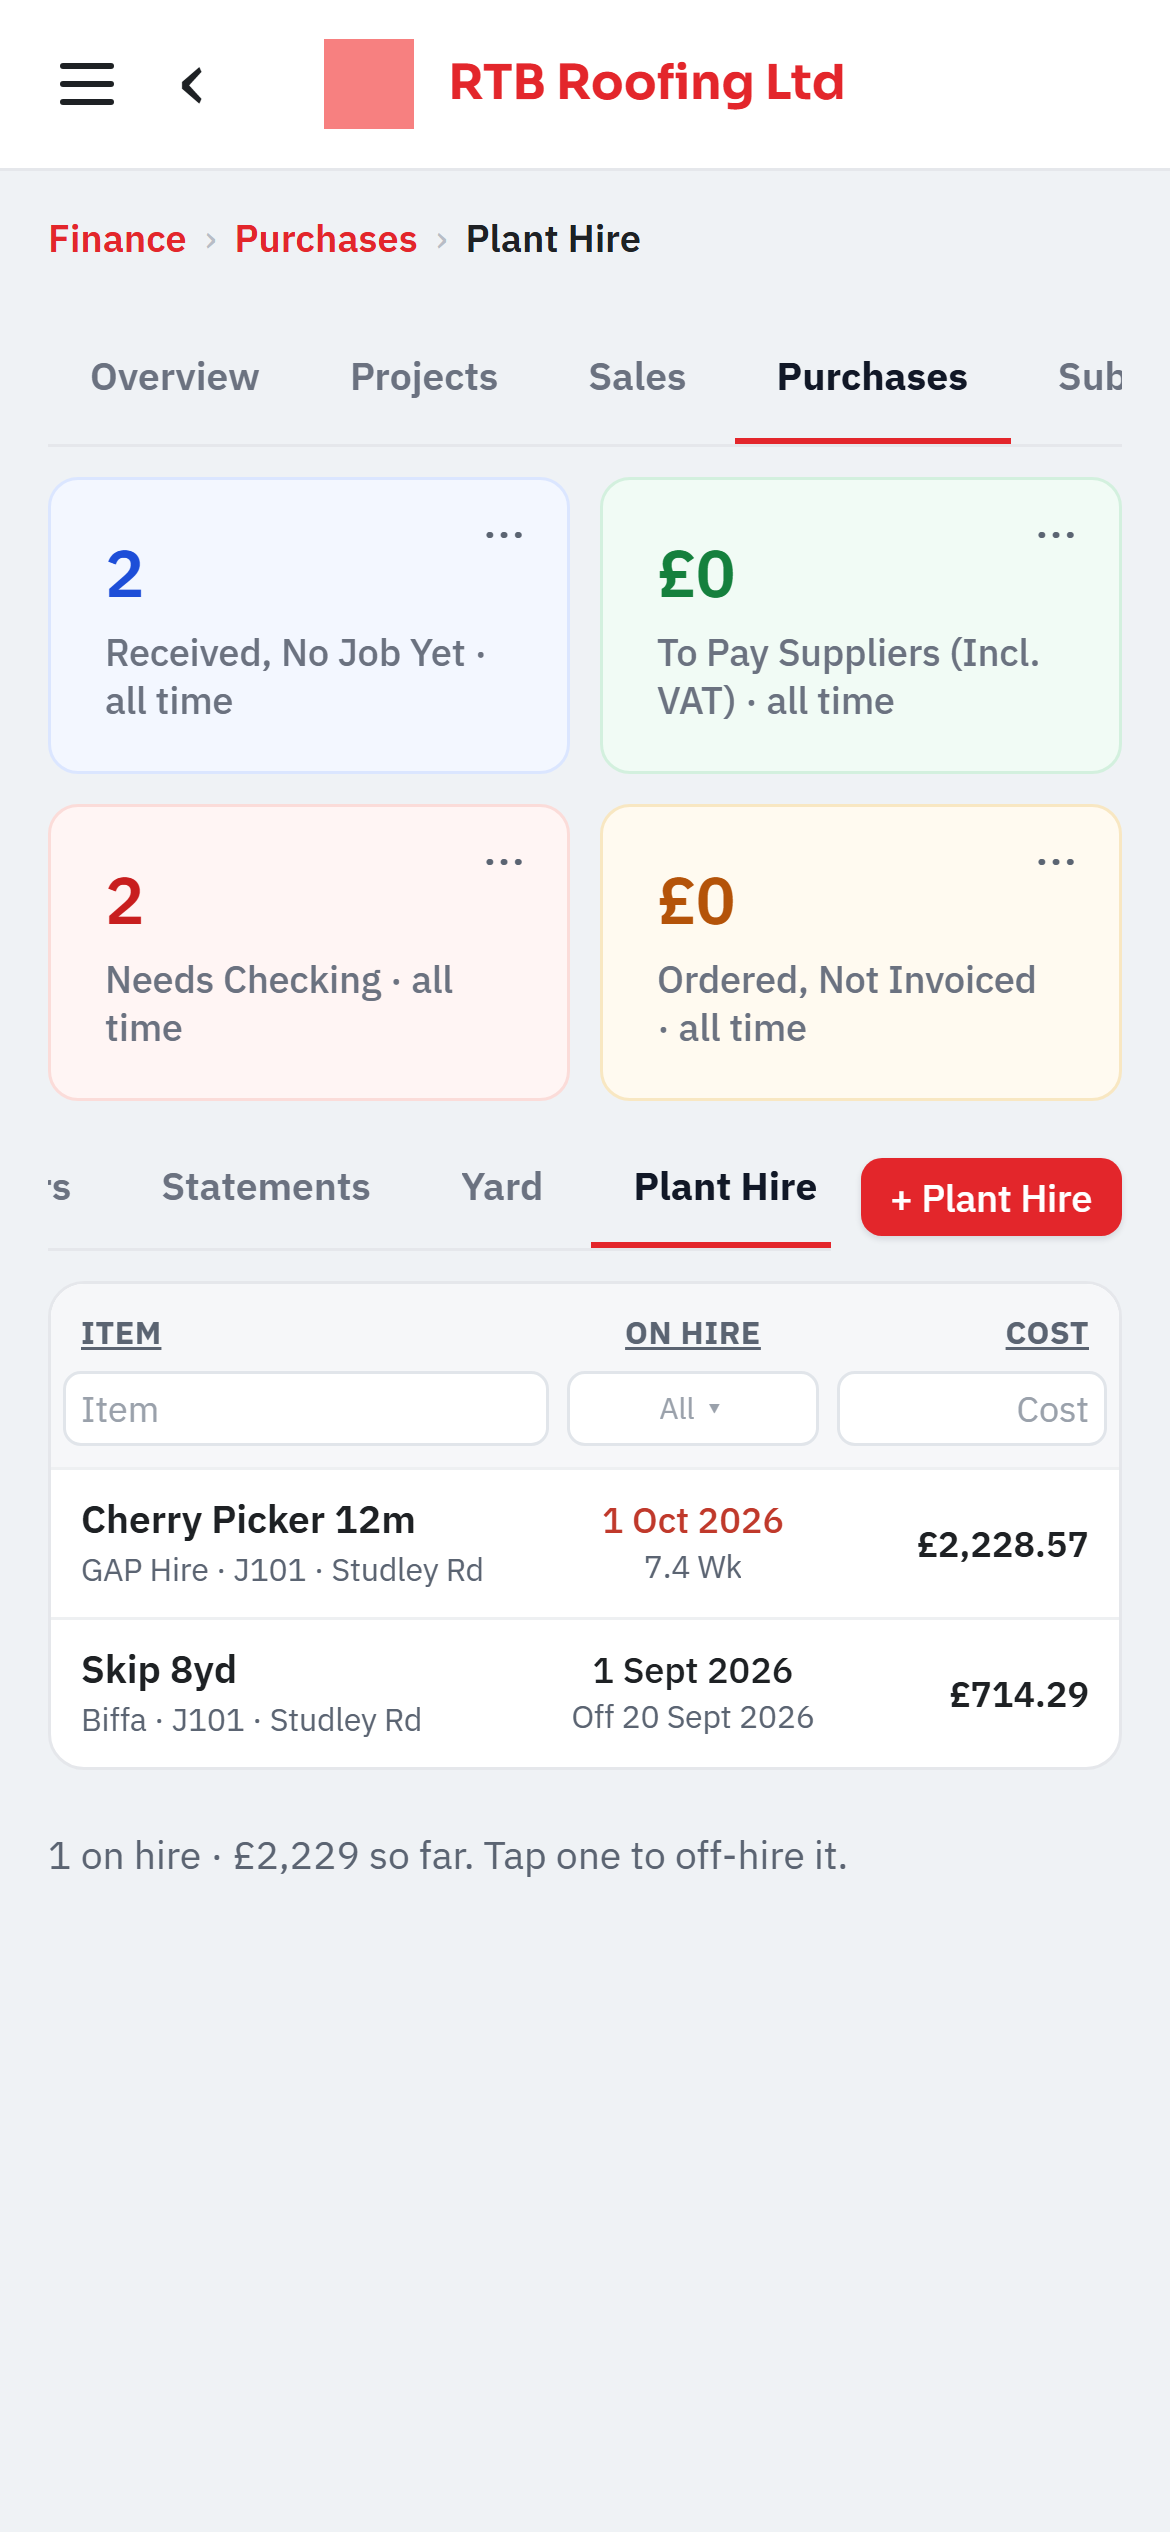 RTB Roofing Ltd
Finance › Purchases › Plant Hire
Overview Projects Sales Purchases Sub
2
Received, No Job Yet ·
all time
£0
To Pay Suppliers (Incl.
VAT) · all time
2
Needs Checking · all
time
£0
Ordered, Not Invoiced
· all time
Statements Yard Plant Hire + Plant Hire
ITEM ON HIRE COST
Item All ▾ Cost
Cherry Picker 12m
GAP Hire · J101 · Studley Rd
1 Oct 2026
7.4 Wk
£2,228.57
Skip 8yd
Biffa · J101 · Studley Rd
1 Sept 2026
Off 20 Sept 2026
£714.29
1 on hire · £2,229 so far. Tap one to off-hire it.